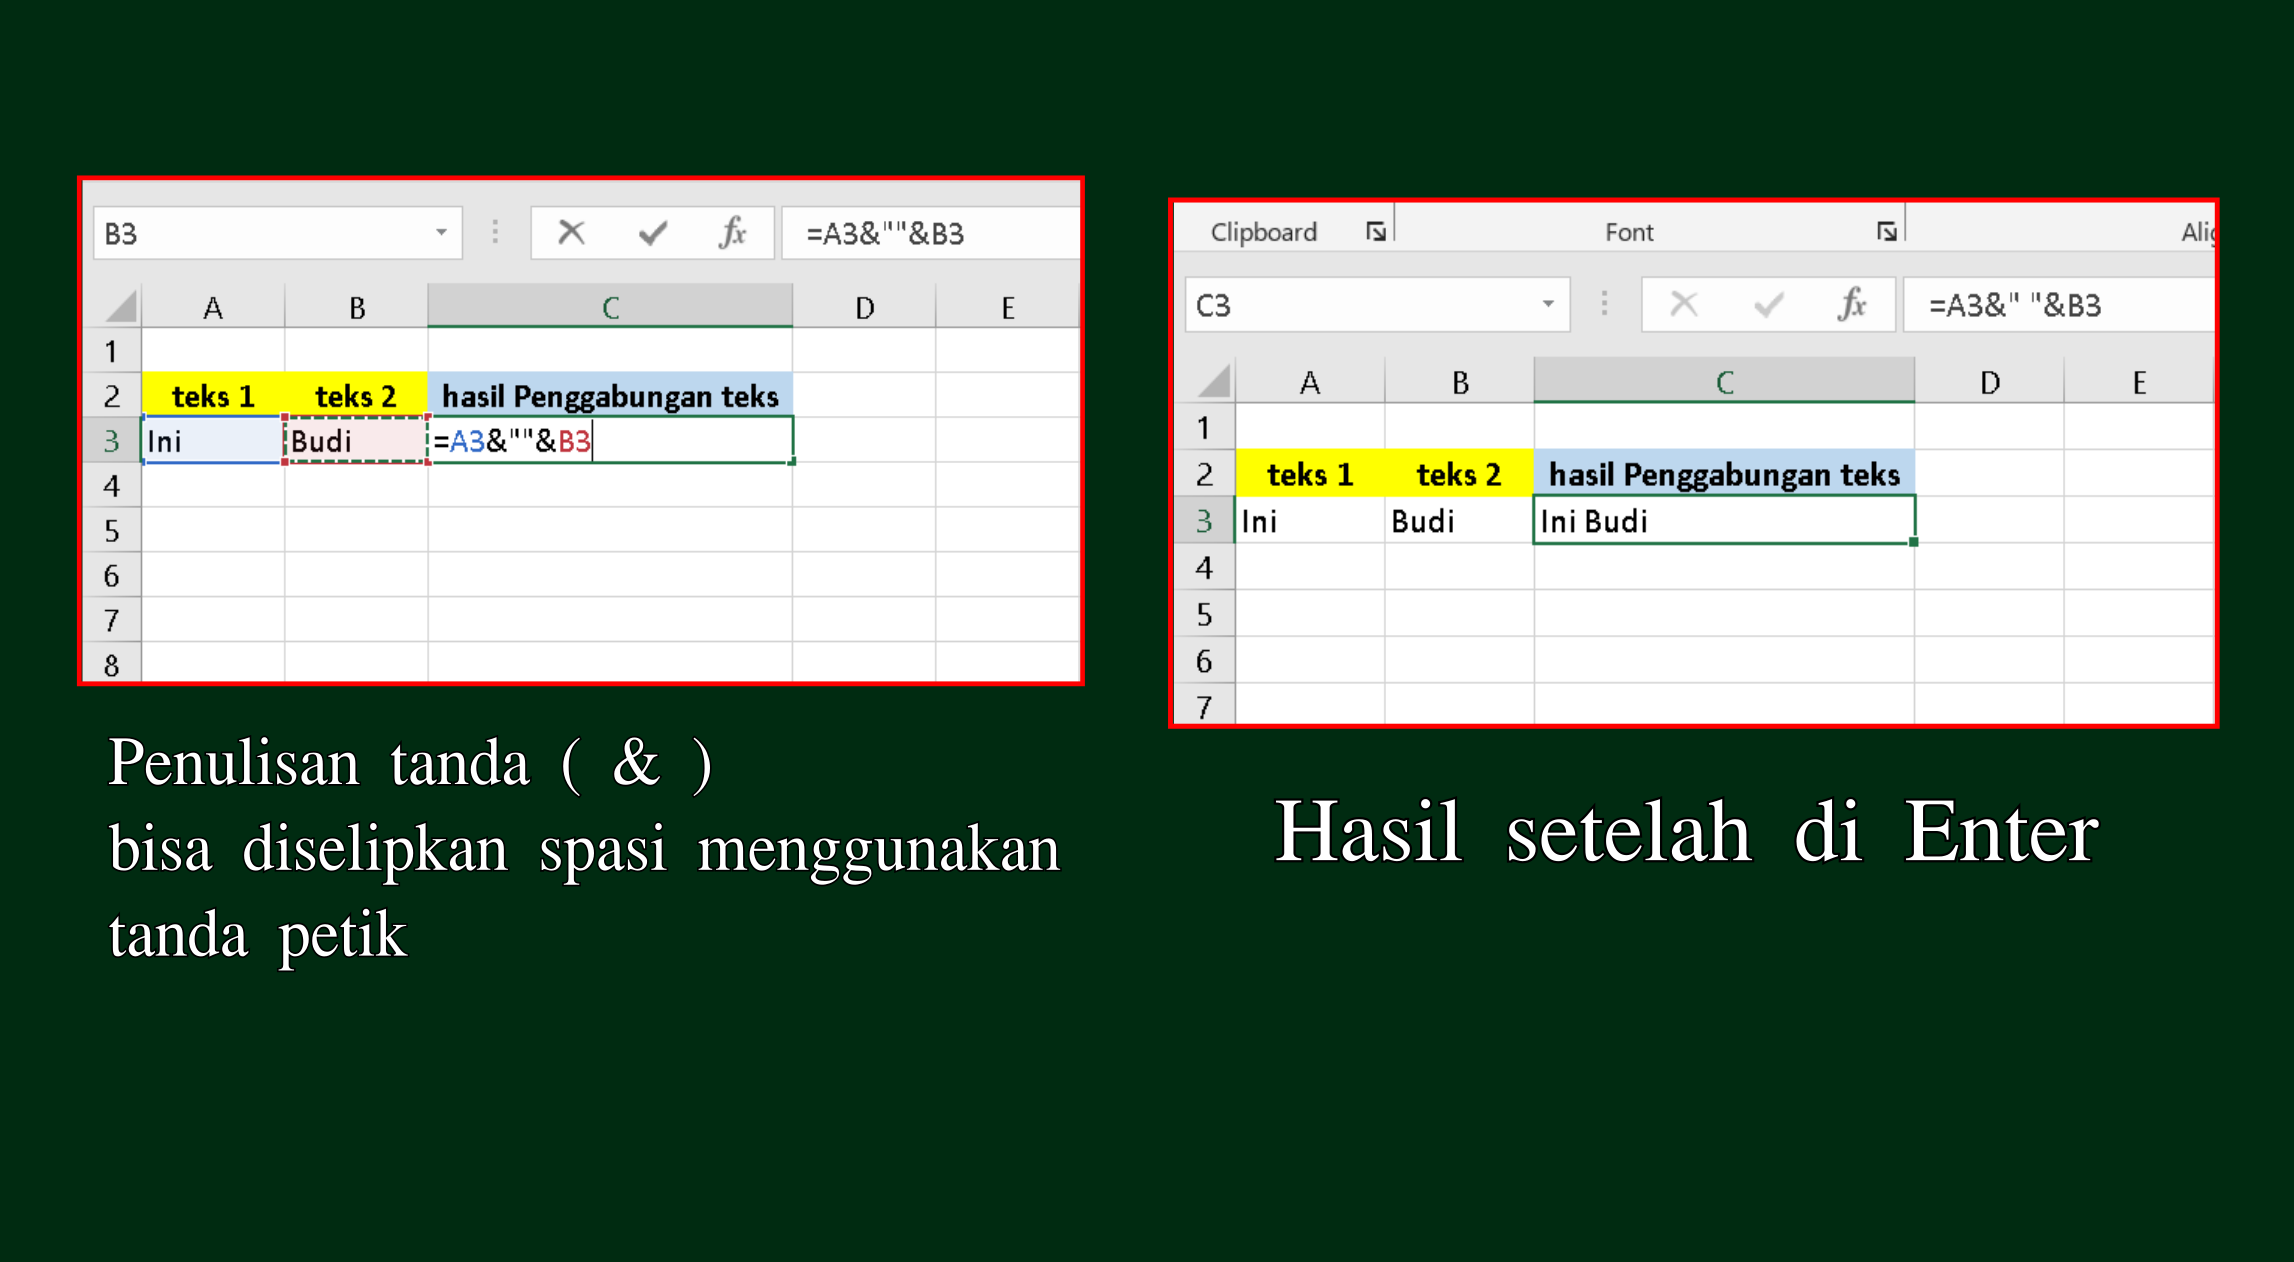 B3 =A3&""&B3
A B C D E
1
2 teks 1 teks 2 hasil Penggabungan teks
3 Ini Budi =A3&""&B3
4
5
6
7
8
Penulisan tanda ( & )
bisa diselipkan spasi menggunakan
tanda petik
Clipboard Font
C3 =A3&" "&B3
A B C D E
1
2 teks 1 teks 2 hasil Penggabungan teks
3 Ini Budi Ini Budi
4
5
6
7
Hasil setelah di Enter